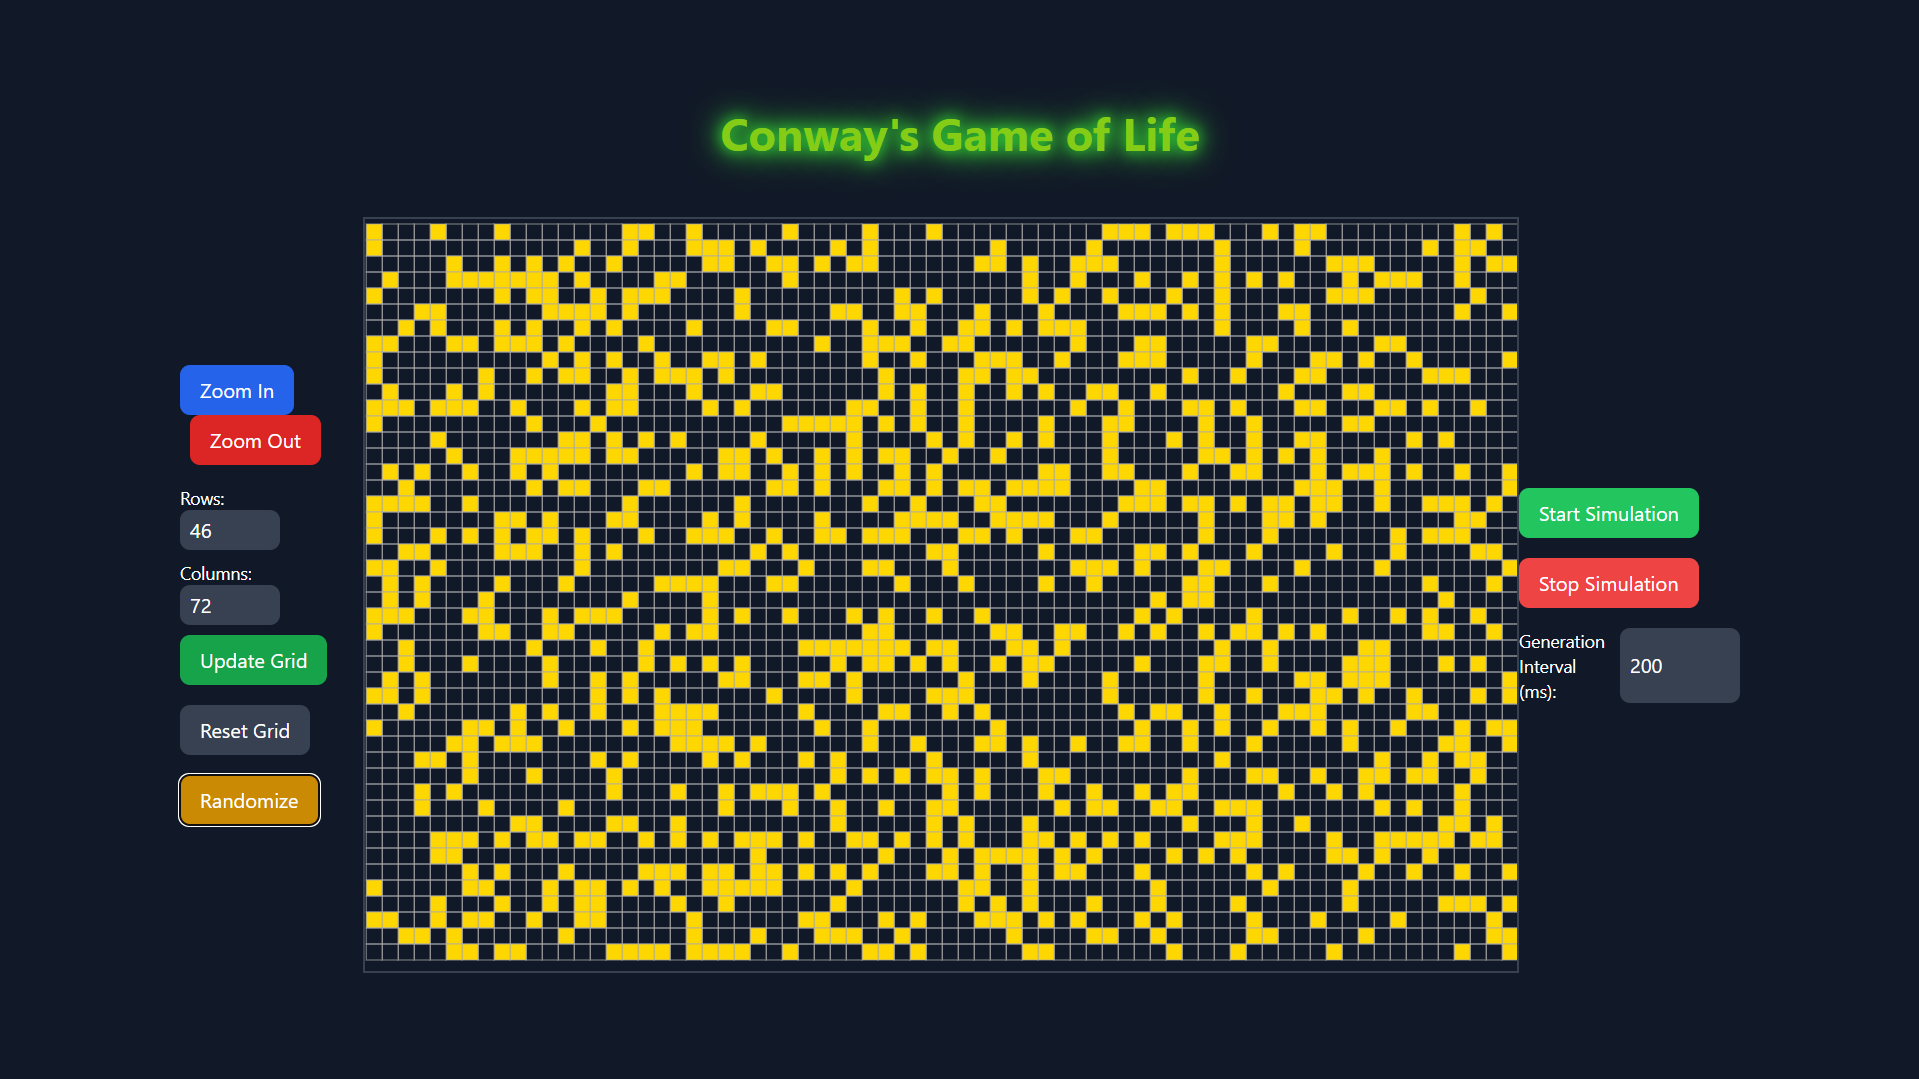 Conway's Game of Life
Zoom In
Zoom Out
Rows:
46
Columns:
72
Update Grid
Reset Grid
Randomize
Start Simulation
Stop Simulation
Generation
Interval
(ms):
200